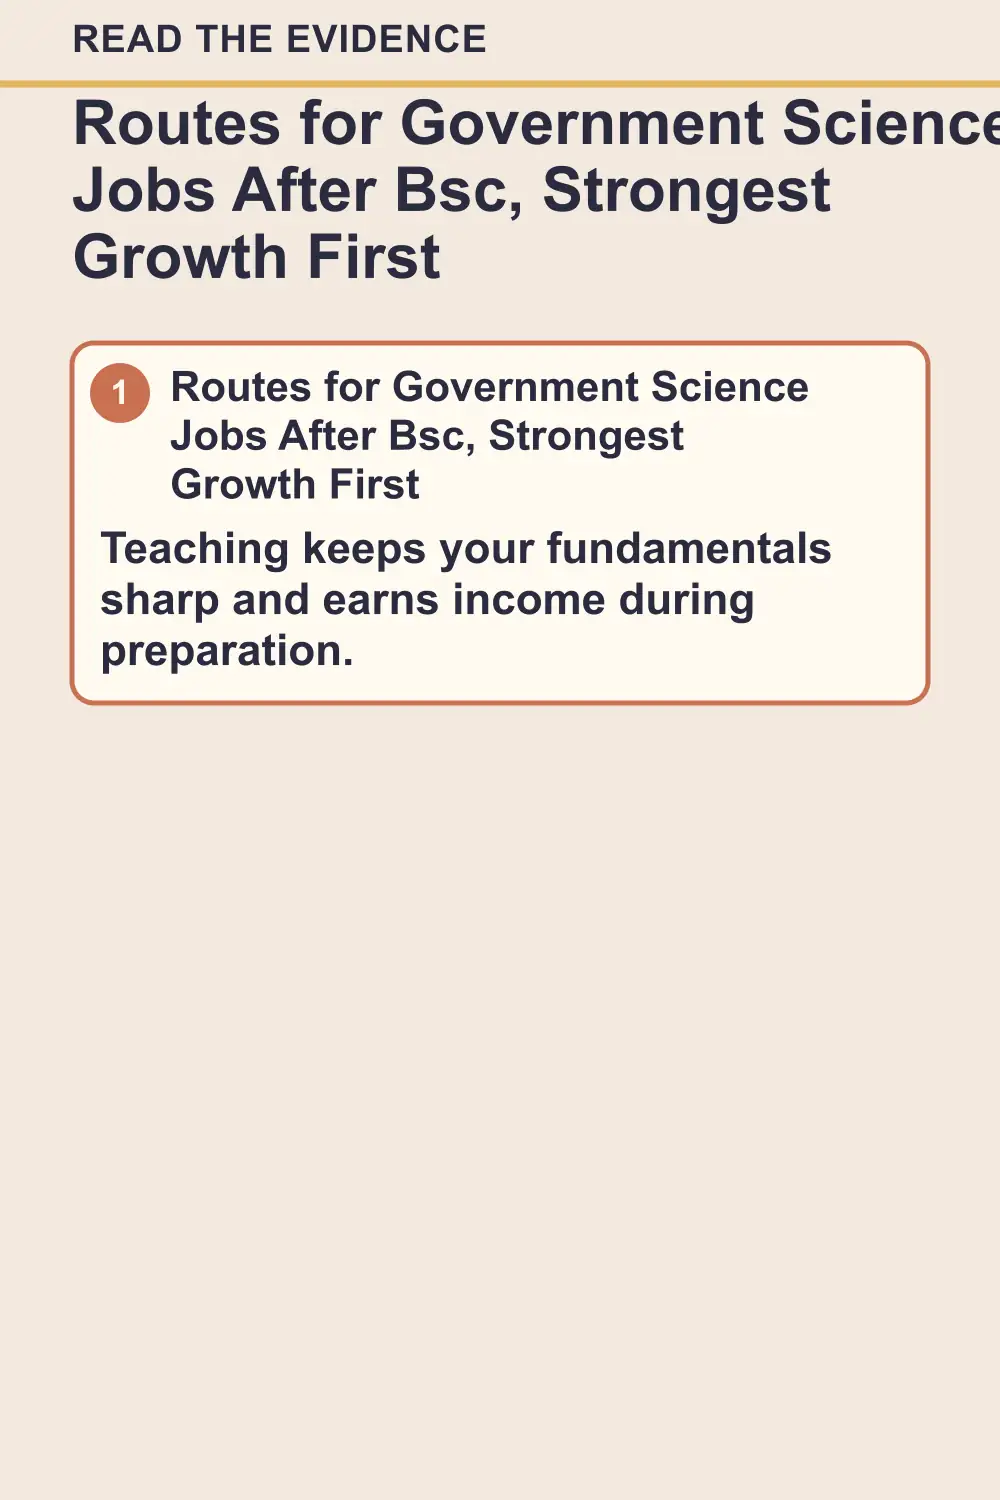 READ THE EVIDENCE
Routes for Government Science
Jobs After Bsc, Strongest
Growth First
1
Routes for Government Science
Jobs After Bsc, Strongest
Growth First
Teaching keeps your fundamentals
sharp and earns income during
preparation.